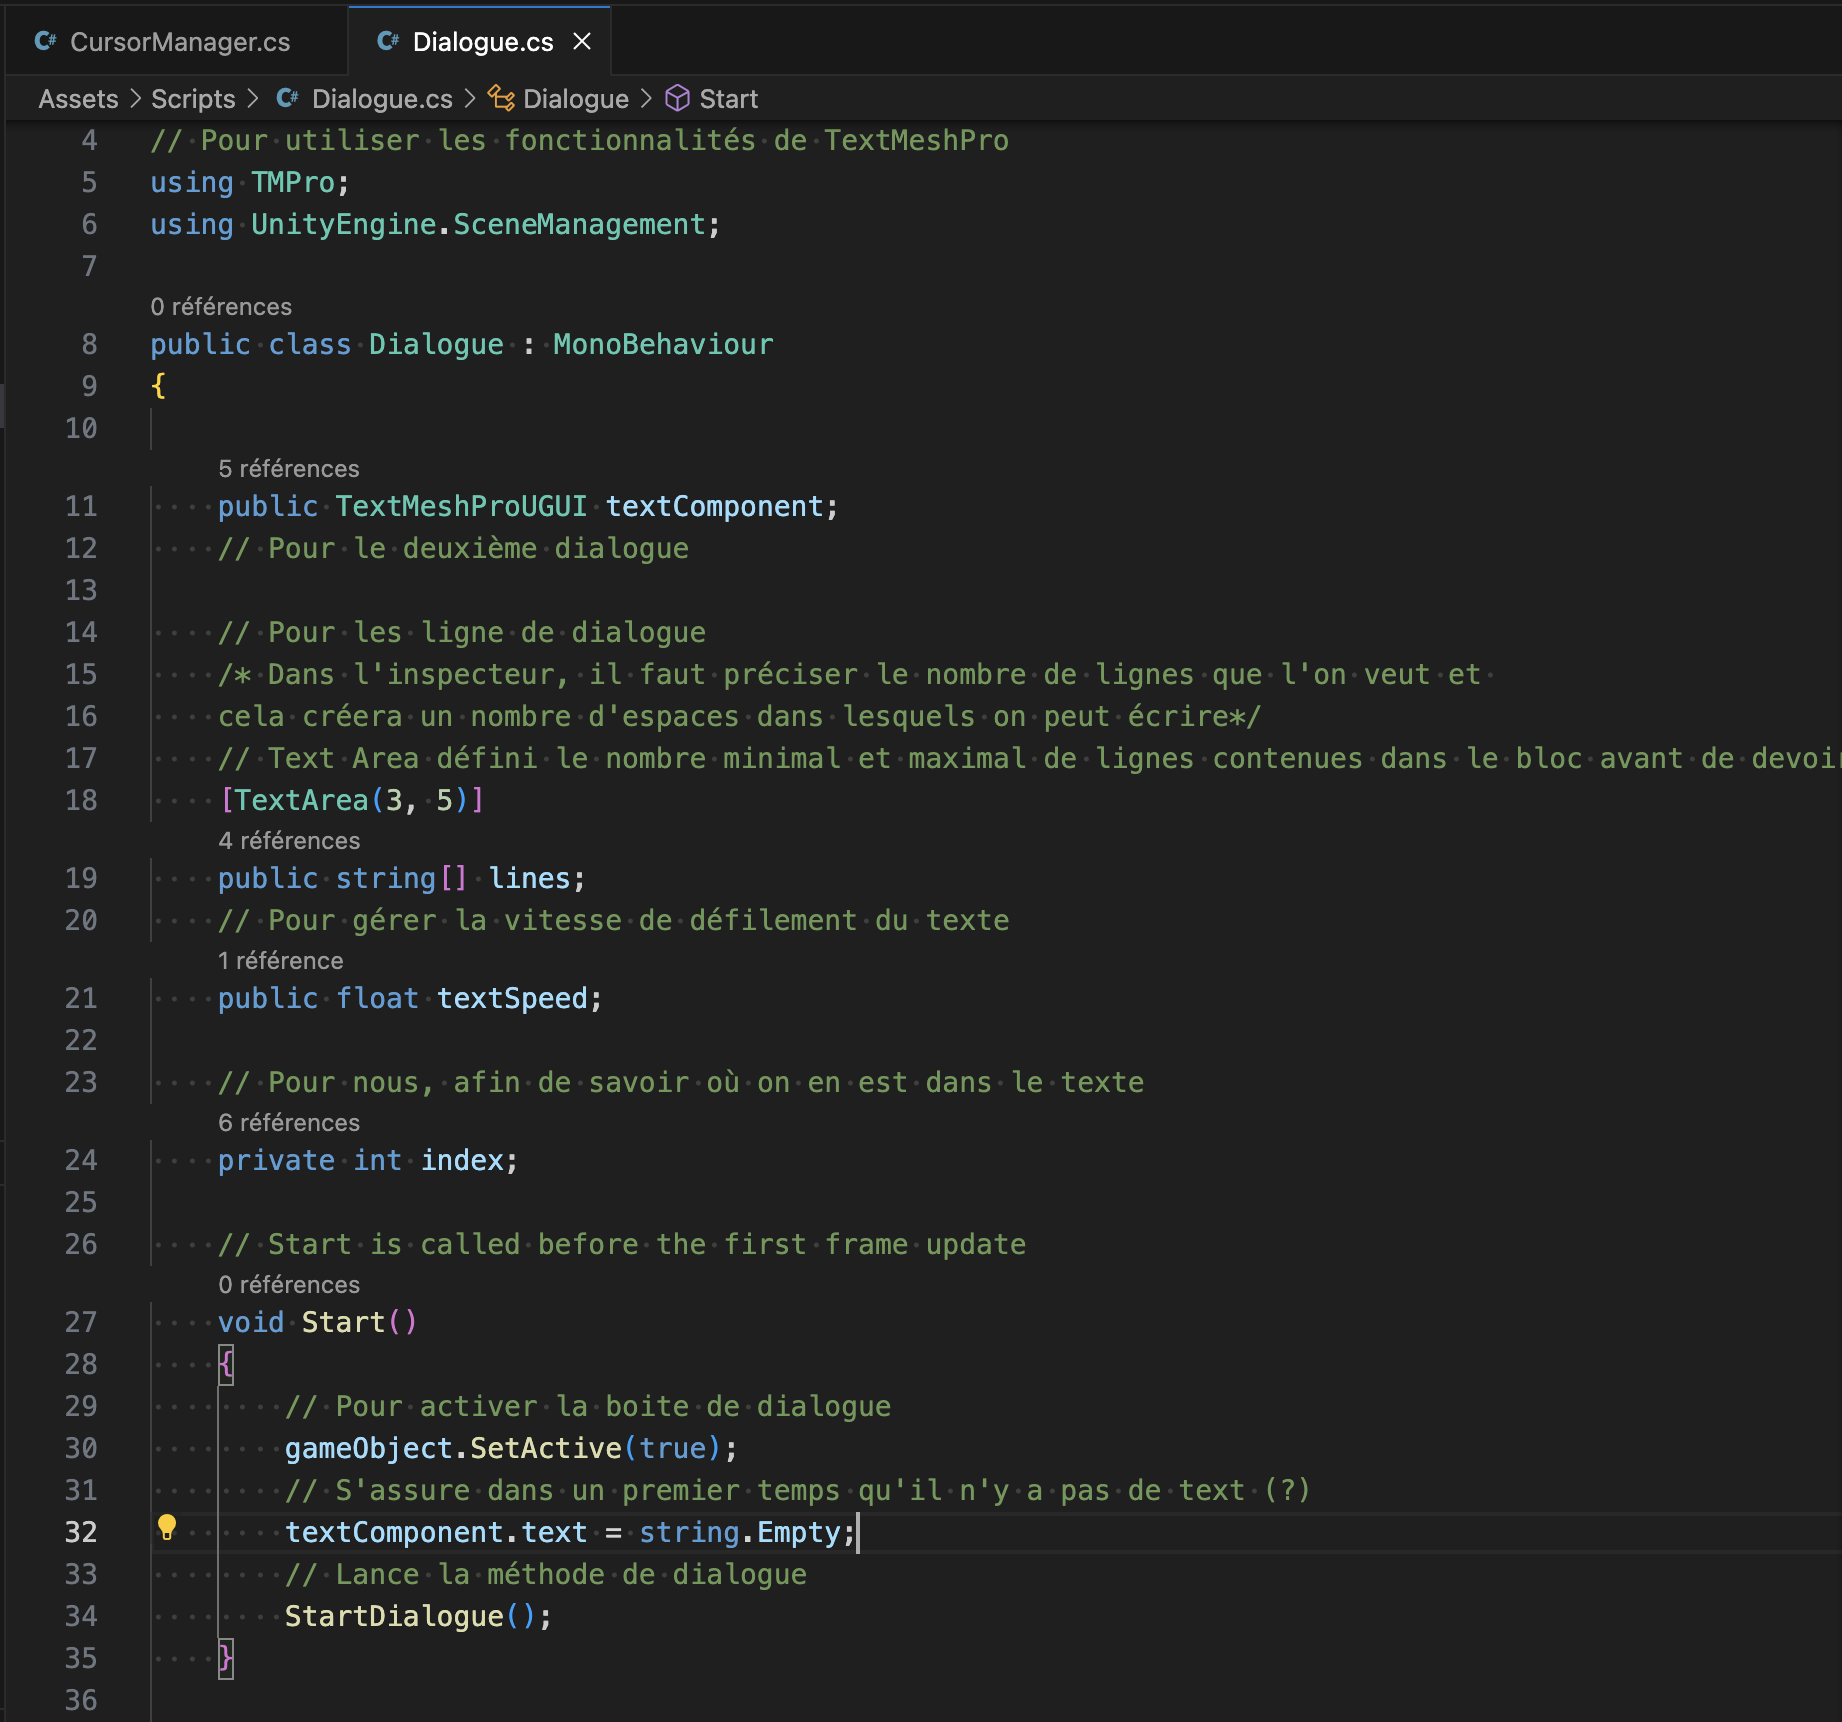 C# CursorManager.cs
C# Dialogue.cs ×
Assets > Scripts > C# Dialogue.cs > Dialogue > Start
4 // Pour utiliser les fonctionnalités de TextMeshPro
5 using TMPro;
6 using UnityEngine.SceneManagement;
7
0 références
8 public class Dialogue : MonoBehaviour
9 {
10
5 références
11 public TextMeshProUGUI textComponent;
12 // Pour le deuxième dialogue
13
14 // Pour les ligne de dialogue
15 /* Dans l'inspecteur, il faut préciser le nombre de lignes que l'on veut et
16 cela créera un nombre d'espaces dans lesquels on peut écrire*/
17 // Text Area défini le nombre minimal et maximal de lignes contenues dans le bloc avant de devoir
18 [TextArea(3, 5)]
4 références
19 public string[] lines;
20 // Pour gérer la vitesse de défilement du texte
1 référence
21 public float textSpeed;
22
23 // Pour nous, afin de savoir où on en est dans le texte
6 références
24 private int index;
25
26 // Start is called before the first frame update
0 références
27 void Start()
28 {
29 // Pour activer la boite de dialogue
30 gameObject.SetActive(true);
31 // S'assure dans un premier temps qu'il n'y a pas de text (?)
32 textComponent.text = string.Empty;
33 // Lance la méthode de dialogue
34 StartDialogue();
35 }
36